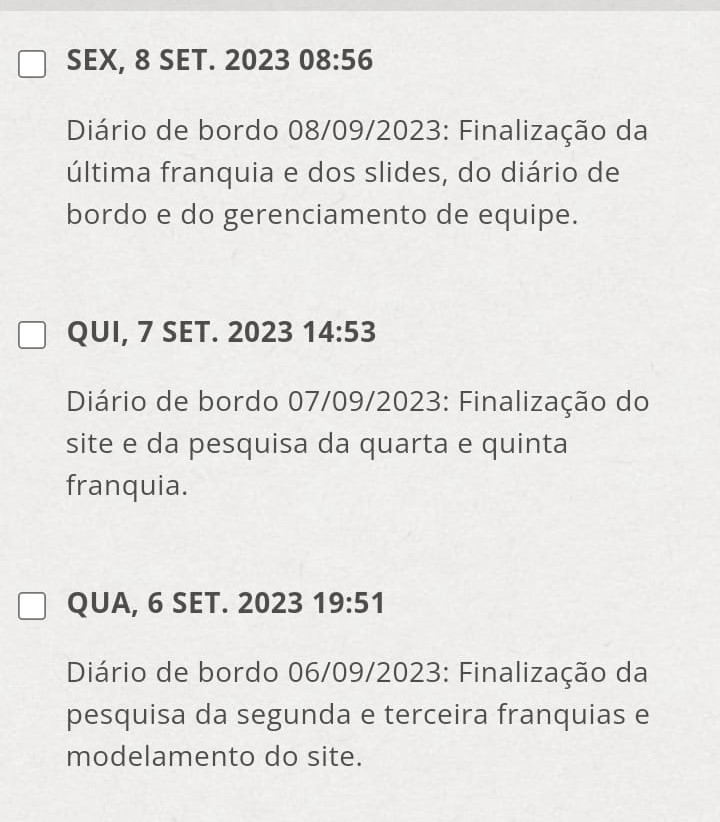 SEX, 8 SET. 2023 08:56
Diário de bordo 08/09/2023: Finalização da
última franquia e dos slides, do diário de
bordo e do gerenciamento de equipe.
QUI, 7 SET. 2023 14:53
Diário de bordo 07/09/2023: Finalização do
site e da pesquisa da quarta e quinta
franquia.
QUA, 6 SET. 2023 19:51
Diário de bordo 06/09/2023: Finalização da
pesquisa da segunda e terceira franquias e
modelamento do site.